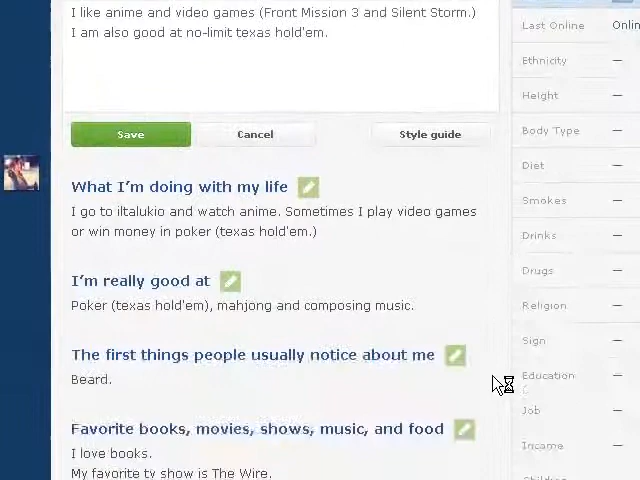 I like anime and video games (Front Mission 3 and Silent Storm.)
I am also good at no-limit texas hold'em.
Save
Cancel
Style guide
What I'm doing with my life
I go to iltalukio and watch anime. Sometimes I play video games
or win money in poker (texas hold'em.)
I'm really good at
Poker (texas hold'em), mahjong and composing music.
The first things people usually notice about me
Beard.
Favorite books, movies, shows, music, and food
I love books.
My favorite tv show is The Wire.
Last Online Onlin
Ethnicity —
Height —
Body Type —
Diet —
Smokes —
Drinks —
Drugs —
Religion —
Sign —
Education —
Job —
Income —
Children